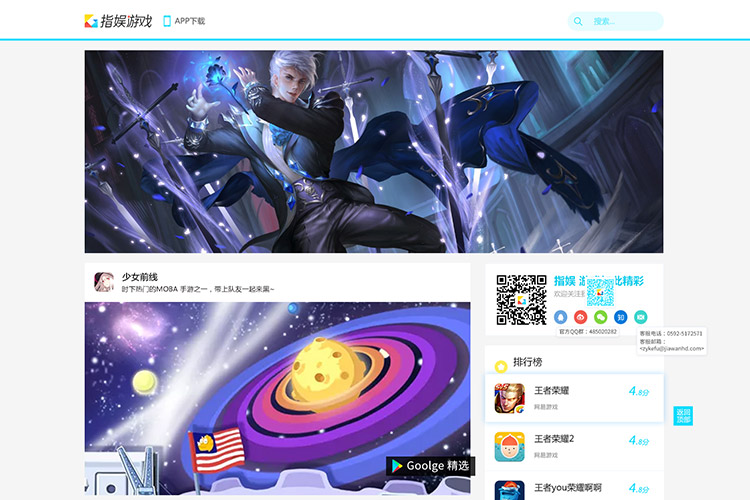 指娱游戏
APP下载
搜索...
少女前线
时下热门的MOBA 手游之一，带上队友一起来黑~
Goolge 精选
指娱 游
此精彩
欢迎关注
官方QQ群：485020282
客服电话：0592-5172571
客服邮箱：
<zykefu@jiawanhd.com>
排行榜
王者荣耀
4.8分
网易游戏
返回
顶部
王者荣耀2
4.8分
网易游戏
王者you荣耀啊啊
4.8分